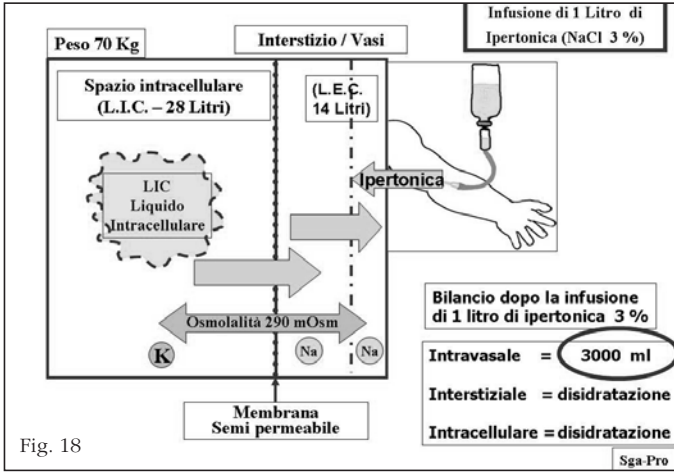 Infusione di 1 Litro di
Ipertonica (NaCl 3 %)
Peso 70 Kg
Interstizio / Vasi
Spazio intracellulare
(L.I.C. – 28 Litri)
(L.E.C.
14 Litri)
Ipertonica
LIC
Liquido
Intracellulare
Osmolalità 290 mOsm
K
Na
Na
Bilancio dopo la infusione
di 1 litro di ipertonica 3 %
Intravasale = 3000 ml
Interstiziale = disidratazione
Intracellulare = disidratazione
Membrana
Semi permeabile
Fig. 18
Sga-Pro